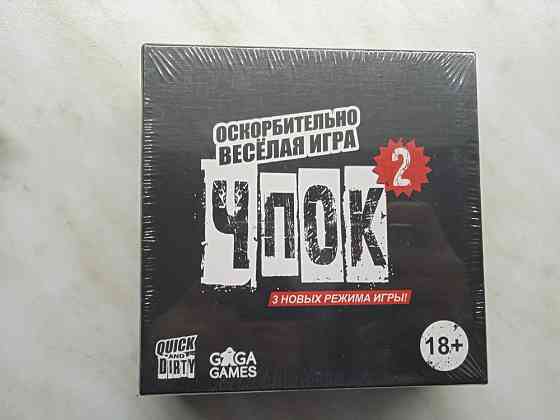 ОСКОРБИТЕЛЬНО
ВЕСЁЛАЯ ИГРА
ЧПОК
2
3 НОВЫХ РЕЖИМА ИГРЫ!
QUICK
AND
DIRTY
GAGA
GAMES
18+